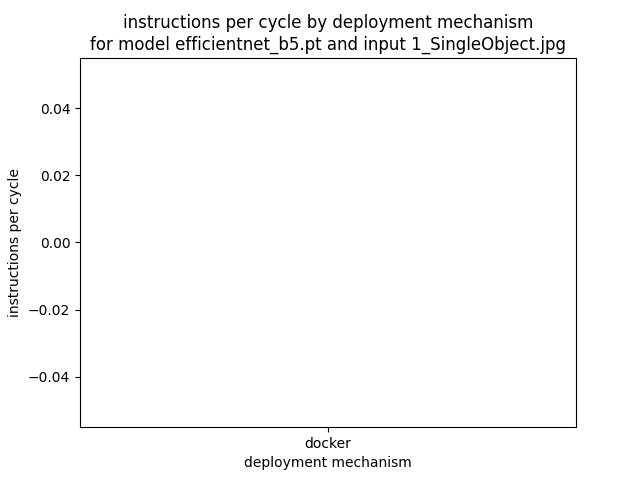 instructions per cycle by deployment mechanism
for model efficientnet_b5.pt and input 1_SingleObject.jpg
instructions per cycle
0.04
0.02
0.00
−0.02
−0.04
docker
deployment mechanism